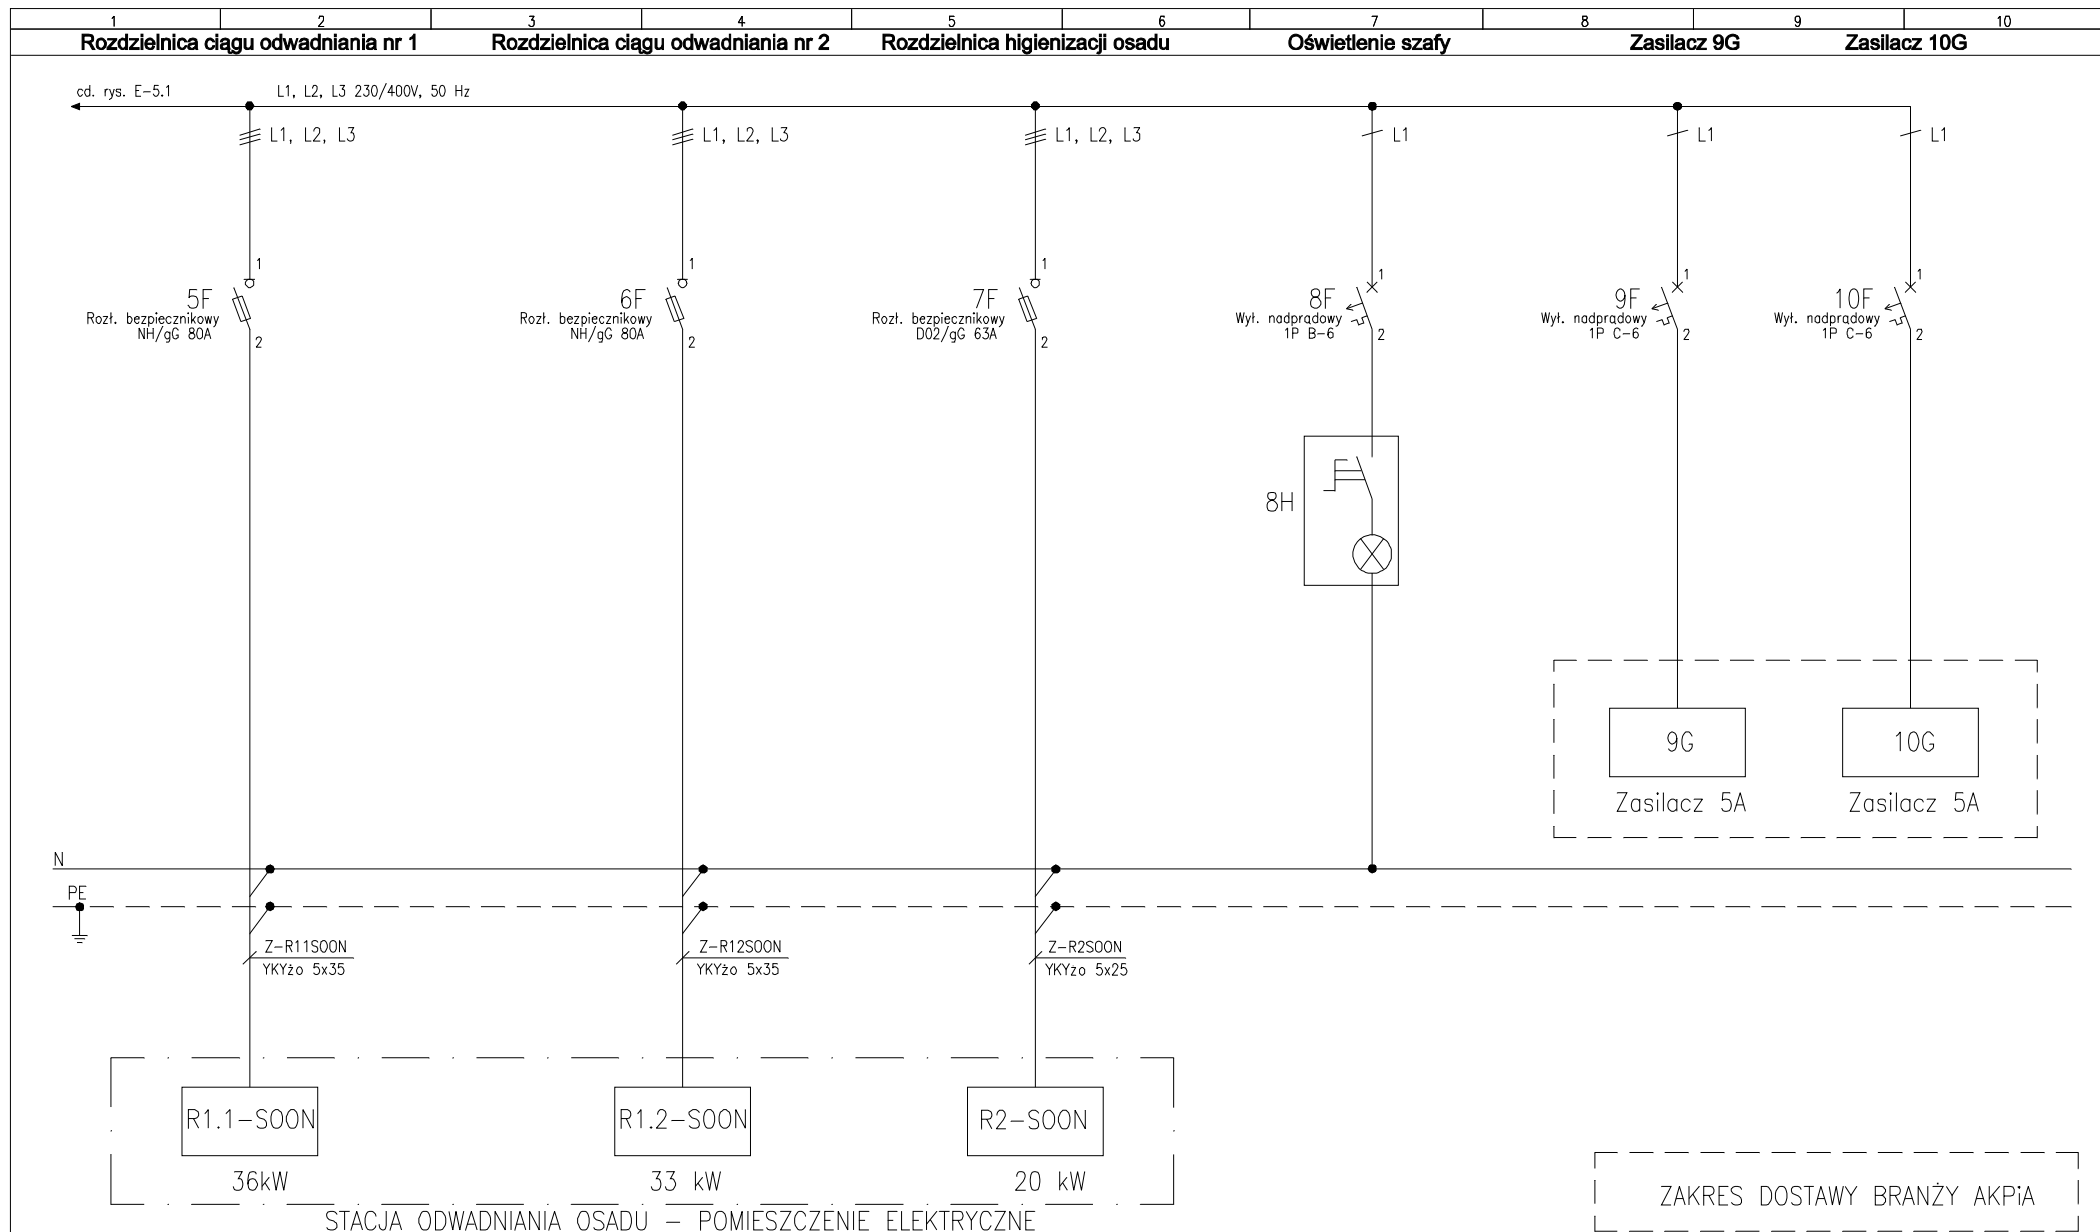 1 2 3 4 5 6 7 8 9 10
Rozdzielnica ciągu odwadniania nr 1 Rozdzielnica ciągu odwadniania nr 2 Rozdzielnica higienizacji osadu Oświetlenie szafy Zasilacz 9G Zasilacz 10G
cd. rys. E-5.1 L1, L2, L3 230/400V, 50 Hz
L1, L2, L3 L1, L2, L3 L1, L2, L3 L1 L1 L1
1 1 1 1 1 1
5F 6F 7F 8F 9F 10F
Rozł. bezpiecznikowy Rozł. bezpiecznikowy Rozł. bezpiecznikowy Wył. nadprądowy Wył. nadprądowy Wył. nadprądowy
NH/gG 80A NH/gG 80A D02/gG 63A 1P B-6 1P C-6 1P C-6
2 2 2 2 2 2
8H
9G 10G
Zasilacz 5A Zasilacz 5A
N
PE
Z-R11SOON Z-R12SOON Z-R2SOON
YKYżo 5x35 YKYżo 5x35 YKYzo 5x25
R1.1-SOON R1.2-SOON R2-SOON
36kW 33 kW 20 kW
ZAKRES DOSTAWY BRANŻY AKPiA
STACJA ODWADNIANIA OSADU - POMIESZCZENIE ELEKTRYCZNE